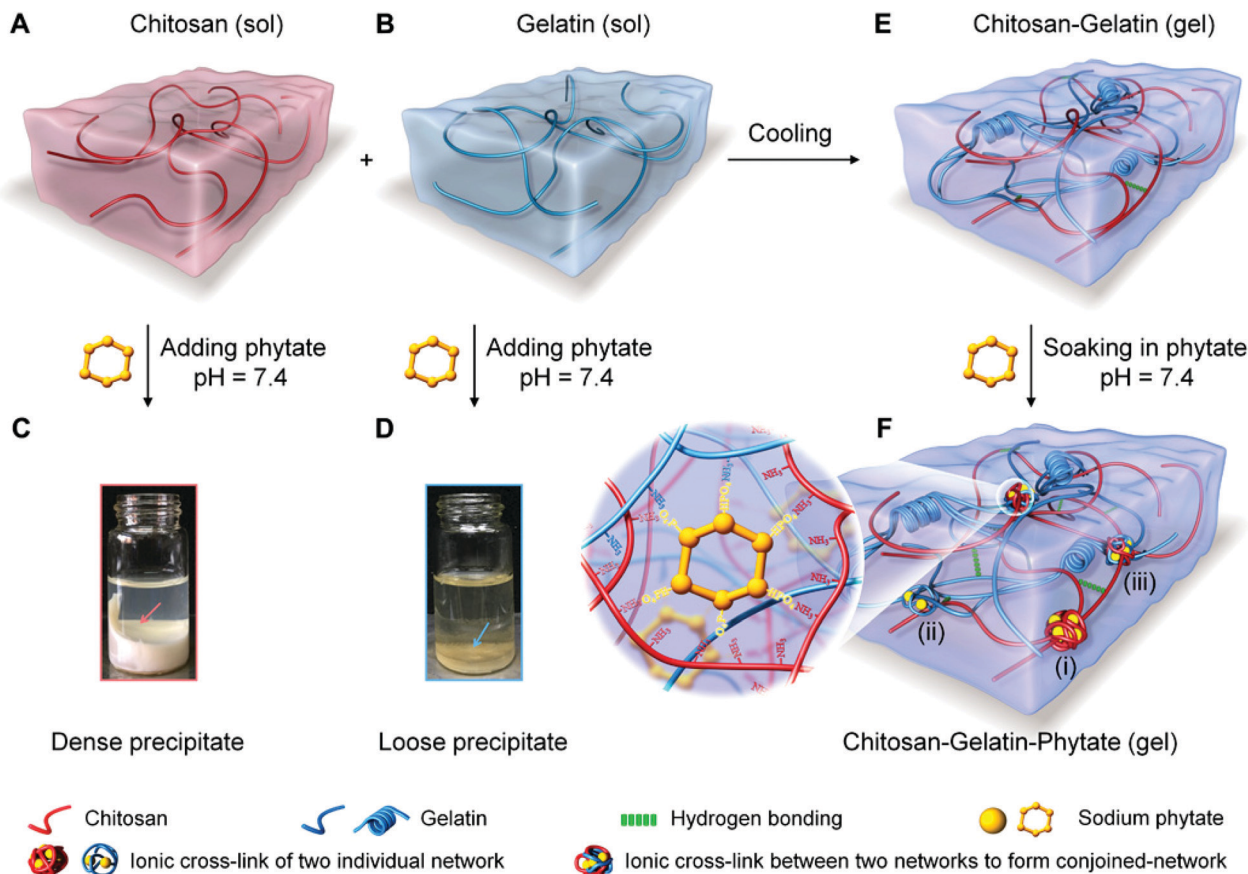 A
Chitosan (sol)
B
Gelatin (sol)
E
Chitosan-Gelatin (gel)
+
Cooling
Adding phytate
pH = 7.4
Adding phytate
pH = 7.4
Soaking in phytate
pH = 7.4
C
D
F
(i)
(ii)
(iii)
Dense precipitate
Loose precipitate
Chitosan-Gelatin-Phytate (gel)
Chitosan
Gelatin
Hydrogen bonding
Sodium phytate
Ionic cross-link of two individual network
Ionic cross-link between two networks to form conjoined-network